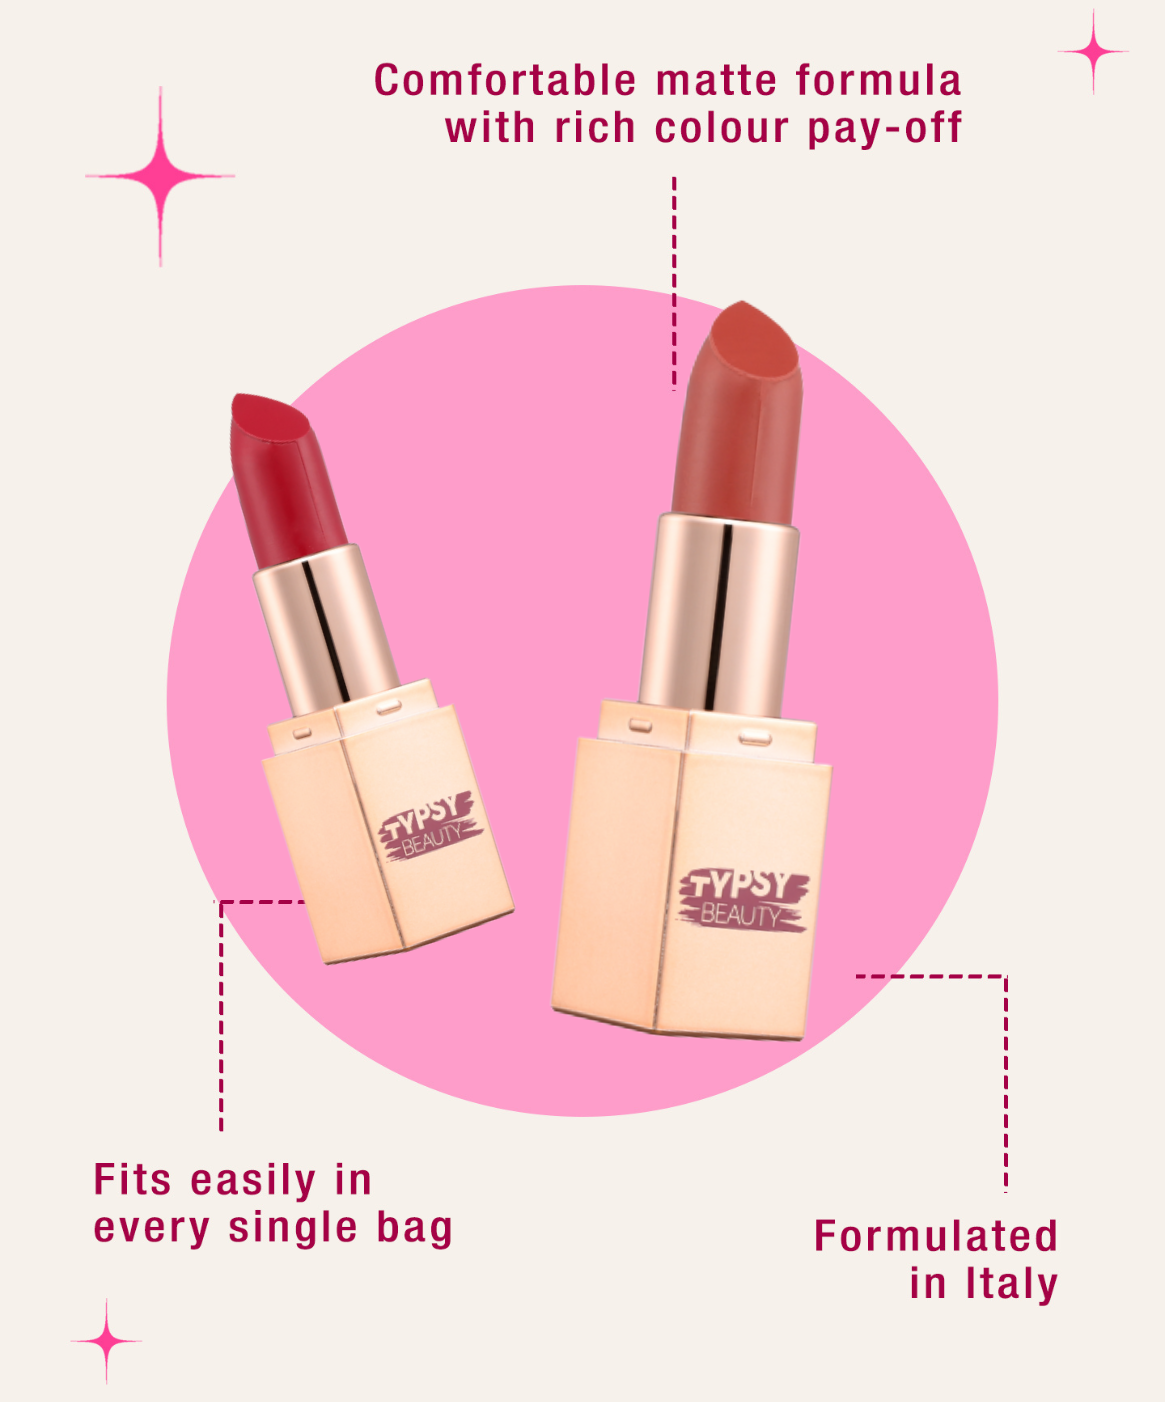 Comfortable matte formula
with rich colour pay-off
TYPSY
BEAUTY
TYPSY
BEAUTY
Fits easily in
every single bag
Formulated
in Italy